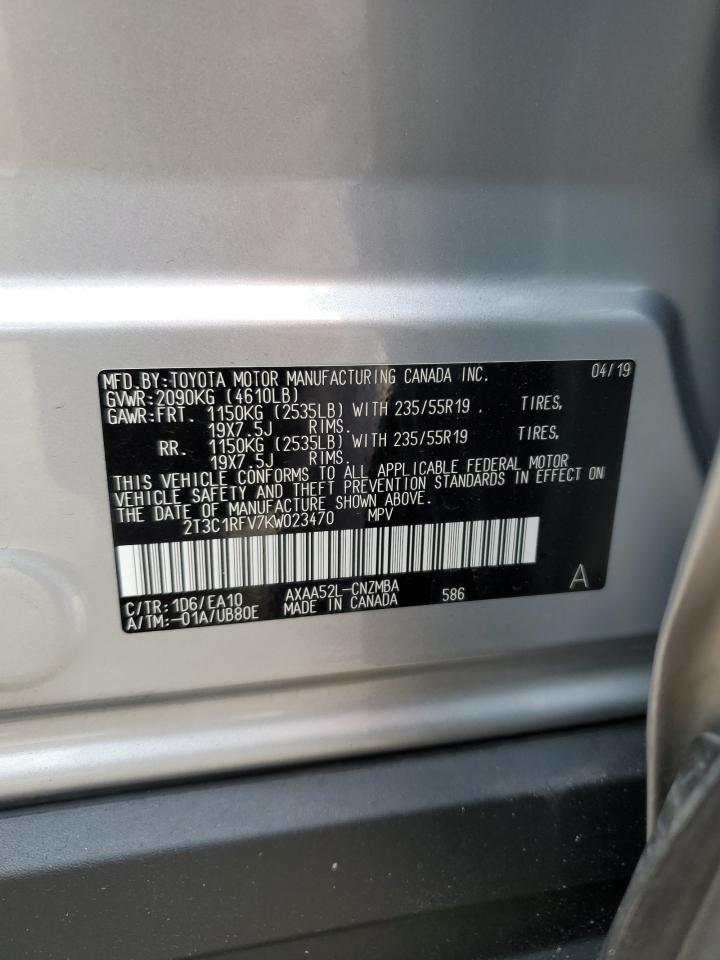 MFD.BY:TOYOTA MOTOR MANUFACTURING CANADA INC. 04/19
GVWR:2090KG (4610LB)
GAWR:FRT. 1150KG (2535LB) WITH 235/55R19 . TIRES,
19X7.5J RIMS.
RR. 1150KG (2535LB) WITH 235/55R19 TIRES,
19X7.5J RIMS.
THIS VEHICLE CONFORMS TO ALL APPLICABLE FEDERAL MOTOR
VEHICLE SAFETY AND THEFT PREVENTION STANDARDS IN EFFECT ON
THE DATE OF MANUFACTURE SHOWN ABOVE.
2T3C1RFV7KW023470 MPV
C/TR:1D6/EA10 AXAA52L-CNZMBA 586 A
A/TM:-01A/UB80E MADE IN CANADA